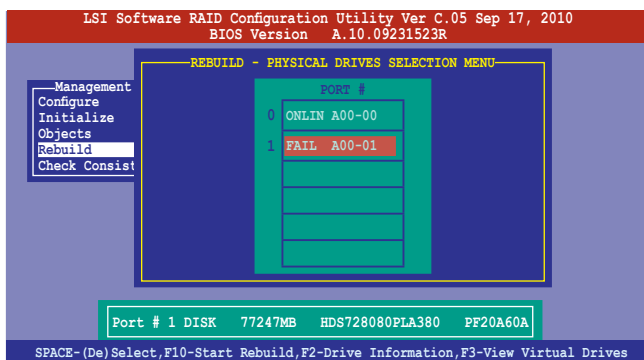 LSI Software RAID Configuration Utility Ver C.05 Sep 17, 2010
BIOS Version A.10.09231523R
REBUILD - PHYSICAL DRIVES SELECTION MENU
Management
Configure
Initialize
Objects
Rebuild
Check Consist
PORT #
0 ONLIN A00-00
1 FAIL A00-01
Port # 1 DISK 77247MB HDS728080PLA380 PF20A60A
SPACE-(De)Select,F10-Start Rebuild,F2-Drive Information,F3-View Virtual Drives